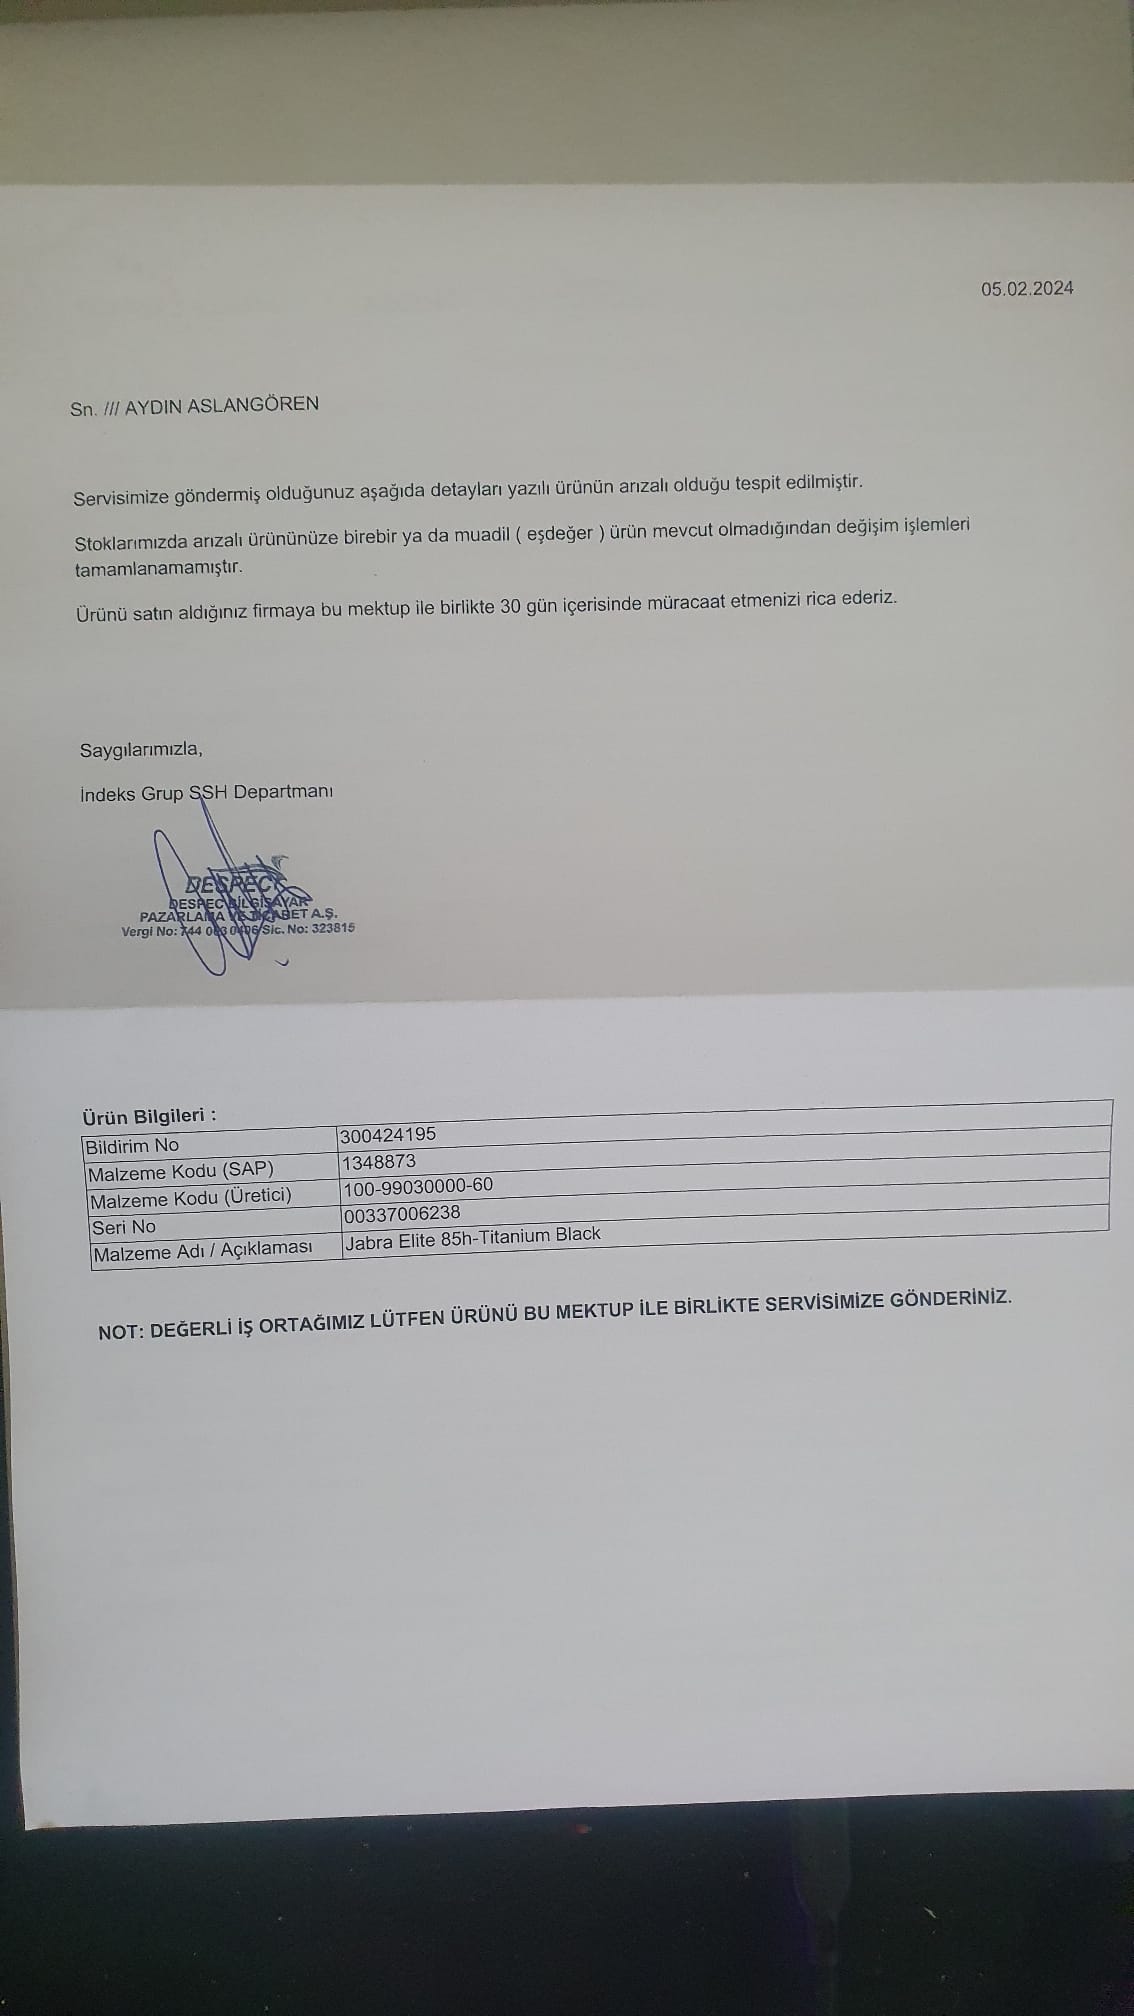 05.02.2024
Sn. /// AYDIN ASLANGÖREN
Servisimize göndermiş olduğunuz aşağıda detayları yazılı ürünün arızalı olduğu tespit edilmiştir.
Stoklarımızda arızalı ürününüze birebir ya da muadil ( eşdeğer ) ürün mevcut olmadığından değişim işlemleri
tamamlanamamıştır.
Ürünü satın aldığınız firmaya bu mektup ile birlikte 30 gün içerisinde müracaat etmenizi rica ederiz.
Saygılarımızla,
İndeks Grup SSH Departmanı
DESPEC
DESPEC BİLGİSAYAR
PAZARLAMA VE TİCARET A.Ş.
Vergi No: Sic. No: 323815
Ürün Bilgileri :
Bildirim No 300424195
Malzeme Kodu (SAP) 1348873
Malzeme Kodu (Üretici) 100-99030000-60
Seri No 00337006238
Malzeme Adı / Açıklaması Jabra Elite 85h-Titanium Black
NOT: DEĞERLİ İŞ ORTAĞIMIZ LÜTFEN ÜRÜNÜ BU MEKTUP İLE BİRLİKTE SERVİSİMİZE GÖNDERİNİZ.